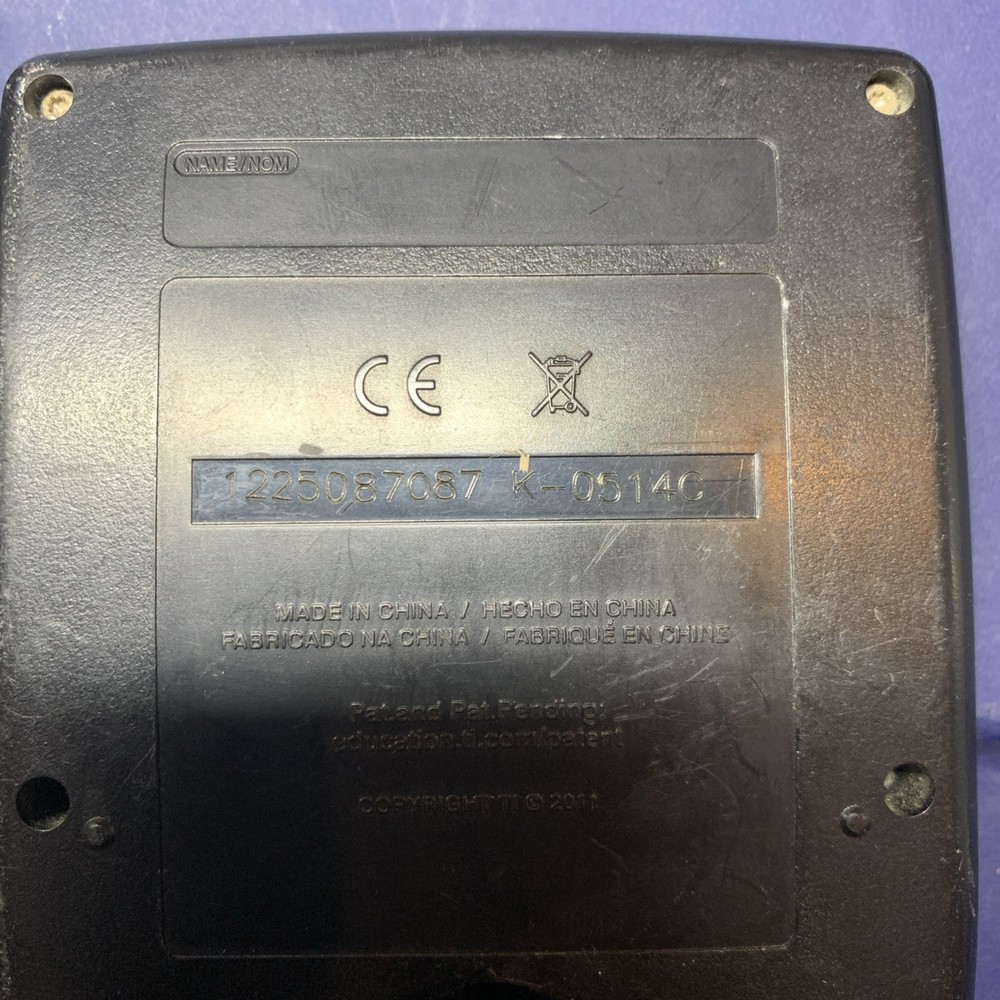 NAME/NOM
CE
1225087087 K-0514C
MADE IN CHINA / HECHO EN CHINA
FABRICADO NA CHINA / FABRIQUÉ EN CHINE
Pat.and Pat.Pending:
education.ti.com/patent
COPYRIGHT TI © 2011